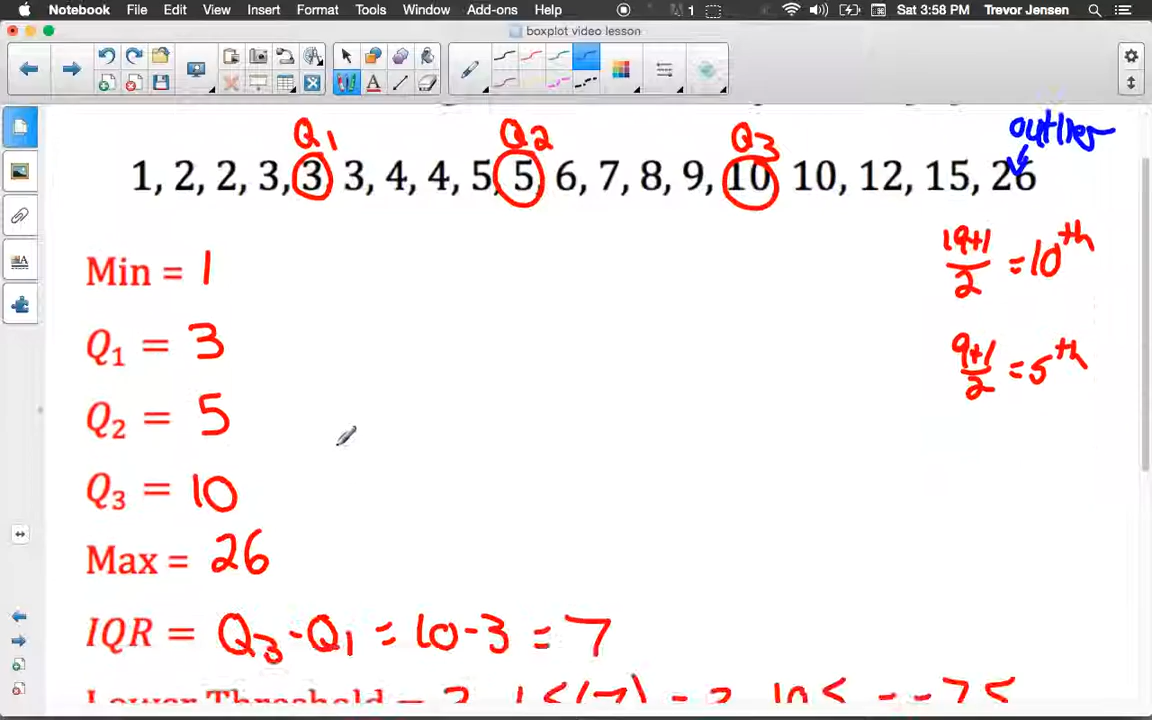 Notebook File Edit View Insert Format Tools Window Add-ons Help 1 Sat 3:58 PM Trevor Jensen
boxplot video lesson
outlier
Q1 Q2 Q3
1, 2, 2, 3, 3, 3, 4, 4, 5, 5, 6, 7, 8, 9, 10, 10, 12, 15, 26
19+1/2 = 10th
Min = 1
Q1 = 3
9+1/2 = 5th
Q2 = 5
Q3 = 10
Max = 26
IQR = Q3 - Q1 = 10 - 3 = 7
Lower Threshold =